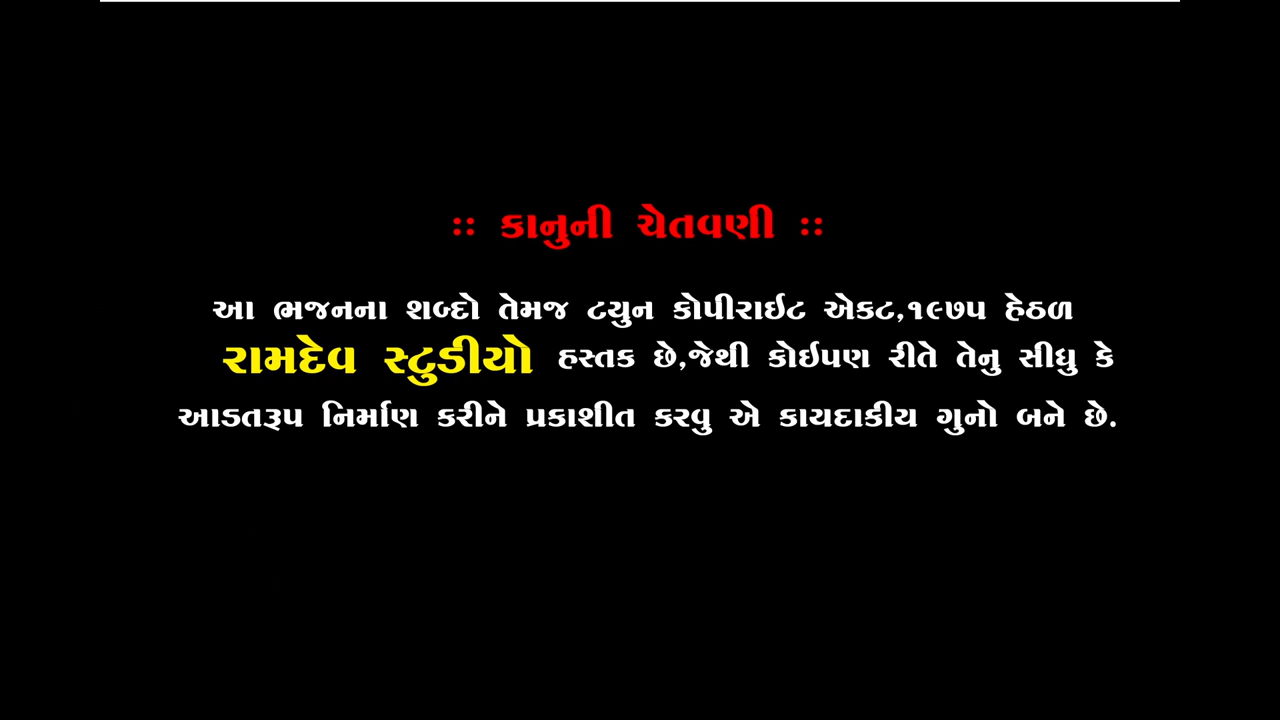 :: કાનુની ચેતવણી ::
આ ભજનના શબ્દો તેમજ ટયુન કોપીરાઈટ એકટ,૧૯૭૫ હેઠળ
રામદેવ સ્ટુડીયો હસ્તક છે,જેથી કોઈપણ રીતે તેનુ સીધુ કે
આડતરૂપ નિર્માણ કરીને પ્રકાશીત કરવુ એ કાયદાકીય ગુનો બને છે.